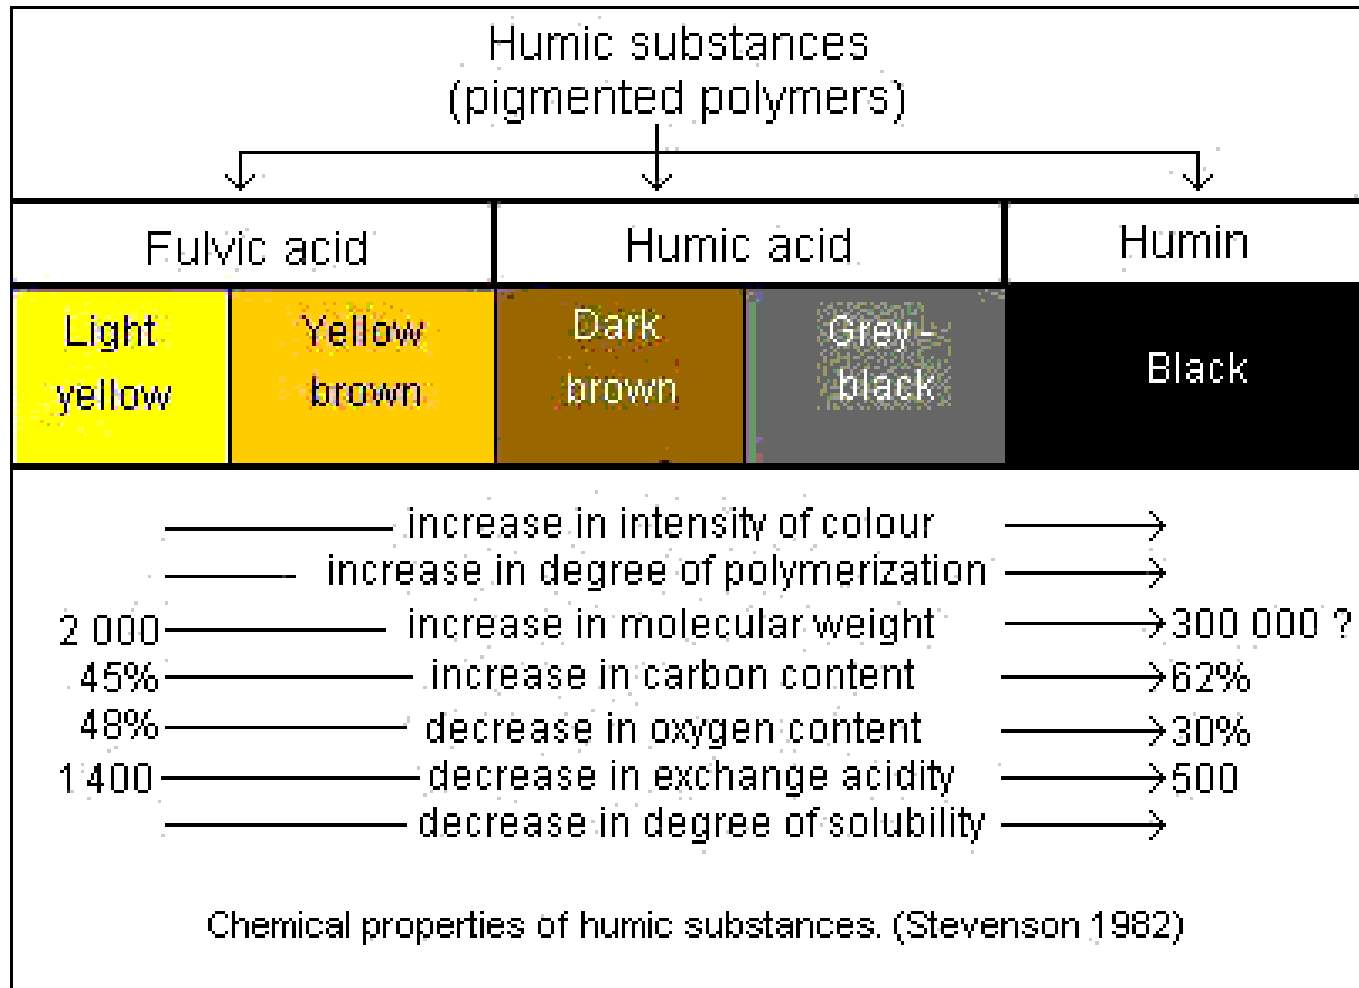 Humic substances
(pigmented polymers)
Fulvic acid Humic acid Humin
Light yellow Yellow brown Dark brown Grey-black Black
increase in intensity of colour
increase in degree of polymerization
2 000 increase in molecular weight 300 000 ?
45% increase in carbon content 62%
48% decrease in oxygen content 30%
1 400 decrease in exchange acidity 500
decrease in degree of solubility
Chemical properties of humic substances. (Stevenson 1982)